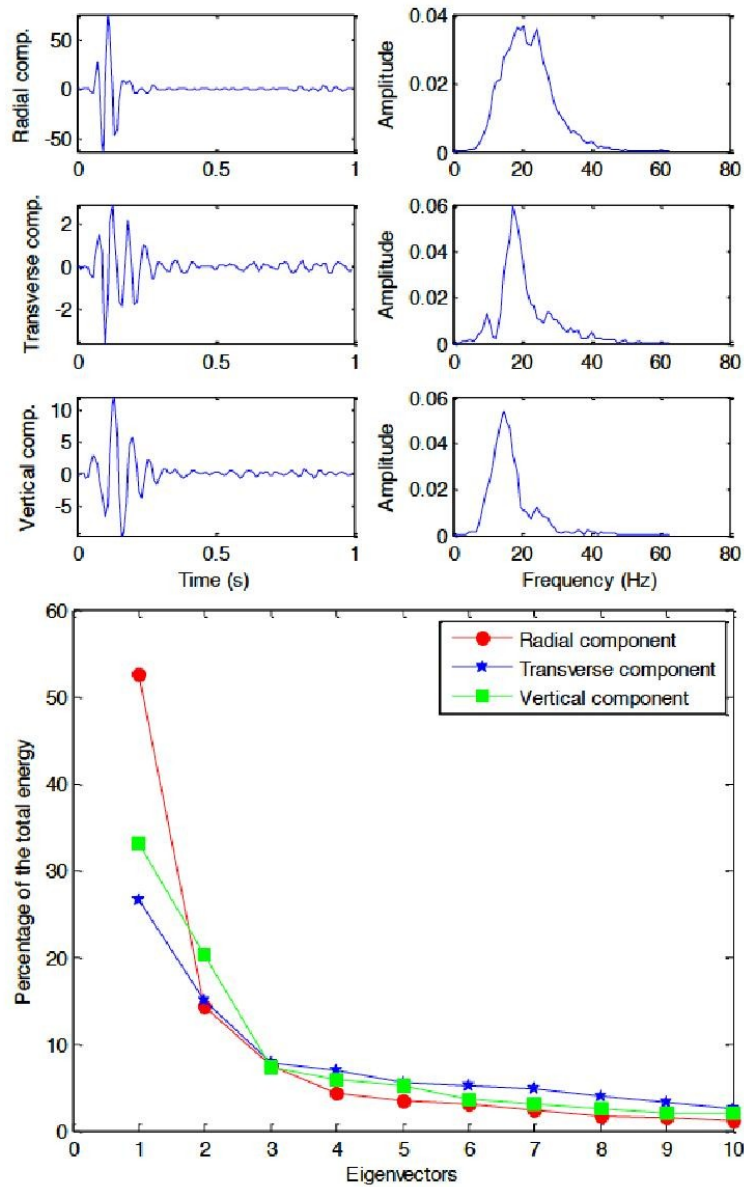 Radial comp.
50
0
-50
0 0.5 1
Amplitude
0.04
0.02
0
0 20 40 60 80
Transverse comp.
2
0
-2
0 0.5 1
Amplitude
0.06
0.04
0.02
0
0 20 40 60 80
Vertical comp.
10
5
0
-5
0 0.5 1
Time (s)
Amplitude
0.06
0.04
0.02
0
0 20 40 60 80
Frequency (Hz)
Percentage of the total energy
60
50
40
30
20
10
0
0 1 2 3 4 5 6 7 8 9 10
Eigenvectors
Radial component
Transverse component
Vertical component